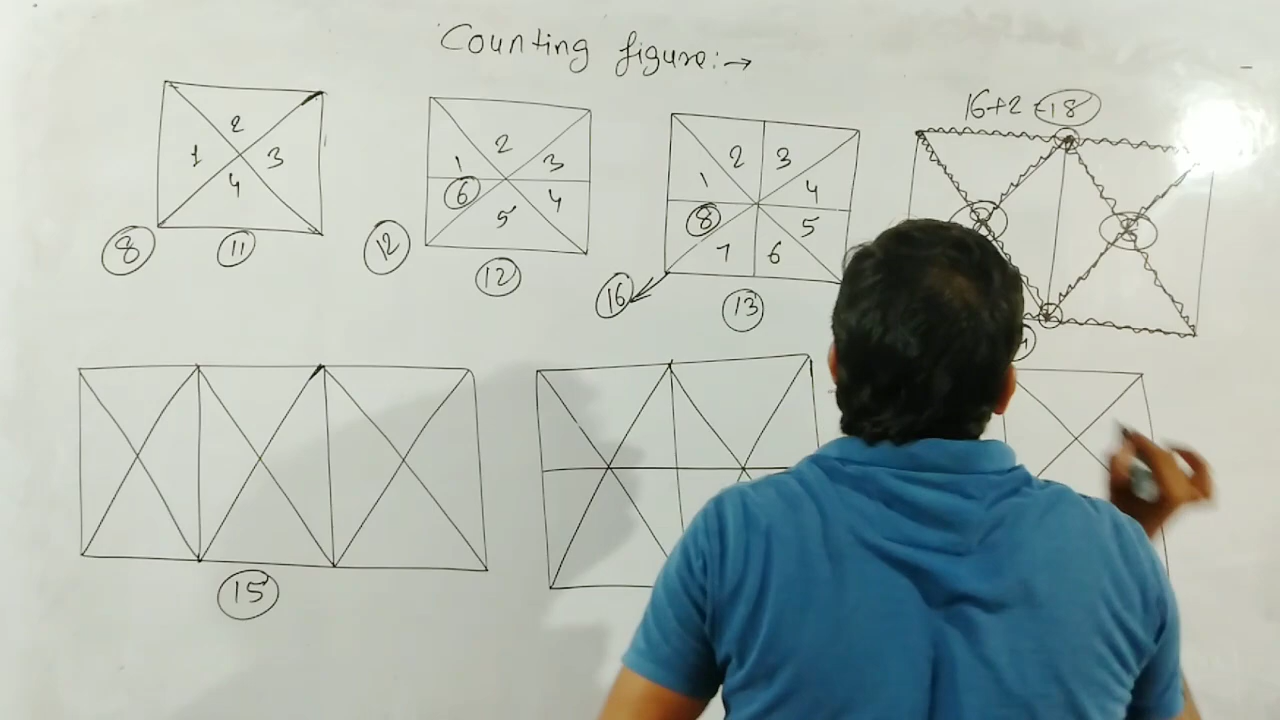 Counting figure:→
1 2 3 4
8 11
1 2 3 4 5 6
12 12
1 2 3 4 5 6 7 8
16 13
16+2=18
15